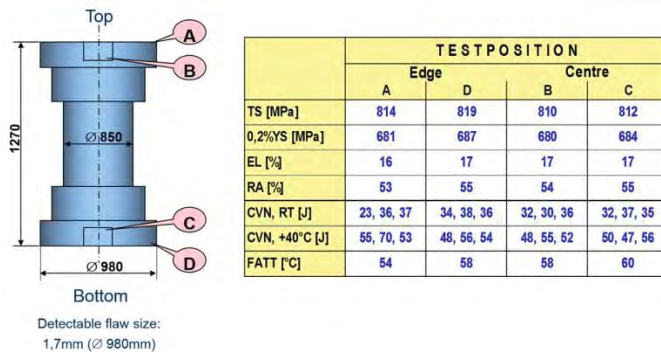 Top
A
B
1270
Ø 850
C
D
Ø 980
Bottom
Detectable flaw size:
1,7mm (Ø 980mm)
TESTPOSITION
Edge Centre
A D B C
TS [MPa] 814 819 810 812
0,2%YS [MPa] 681 687 680 684
EL [%] 16 17 17 17
RA [%] 53 55 54 55
CVN, RT [J] 23, 36, 37 34, 38, 36 32, 30, 36 32, 37, 35
CVN, +40°C [J] 55, 70, 53 48, 56, 54 48, 55, 52 50, 47, 56
FATT [°C] 54 58 58 60